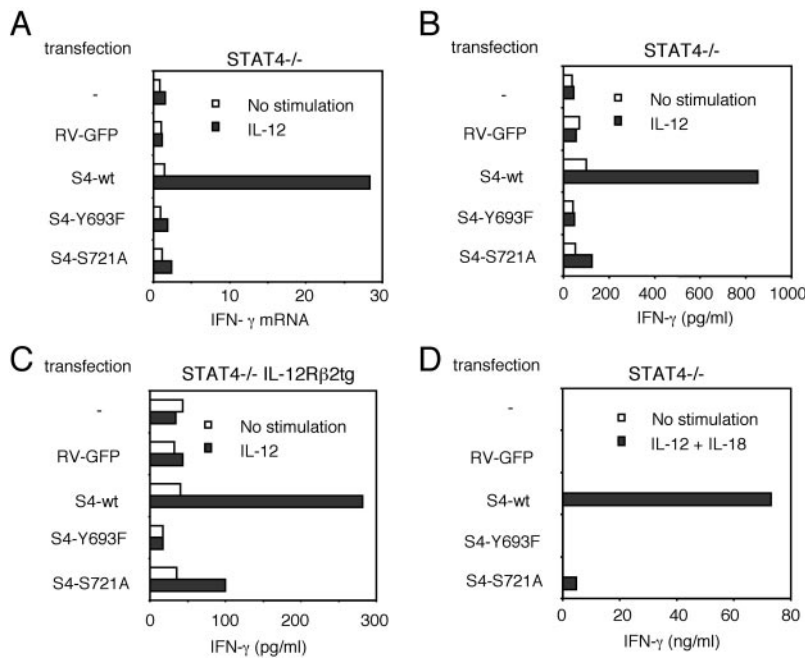 A
transfection
STAT4-/-
No stimulation
IL-12
-
RV-GFP
S4-wt
S4-Y693F
S4-S721A
0 10 20 30
IFN- γ mRNA
B
transfection
STAT4-/-
No stimulation
IL-12
-
RV-GFP
S4-wt
S4-Y693F
S4-S721A
0 200 400 600 800 1000
IFN-γ (pg/ml)
C
transfection
STAT4-/- IL-12Rβ2tg
No stimulation
IL-12
-
RV-GFP
S4-wt
S4-Y693F
S4-S721A
0 100 200 300
IFN-γ (pg/ml)
D
transfection
STAT4-/-
No stimulation
IL-12 + IL-18
-
RV-GFP
S4-wt
S4-Y693F
S4-S721A
0 20 40 60 80
IFN-γ (ng/ml)